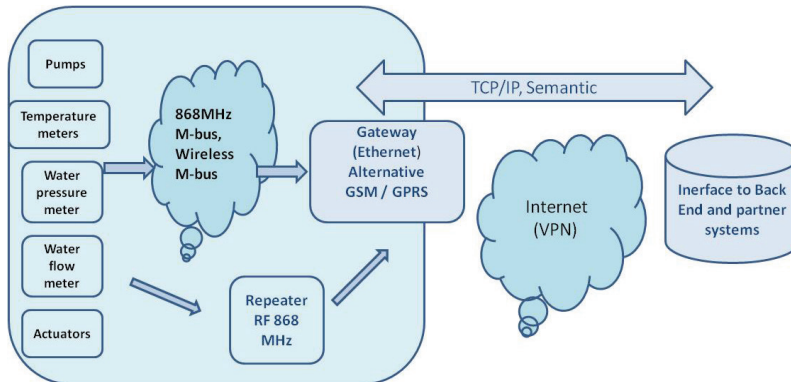 Pumps
Temperature
meters
Water
pressure
meter
Water
flow
meter
Actuators
868MHz
M-bus,
Wireless
M-bus
Repeater
RF 868
MHz
Gateway
(Ethernet)
Alternative
GSM / GPRS
TCP/IP, Semantic
Internet
(VPN)
Inerface to Back
End and partner
systems